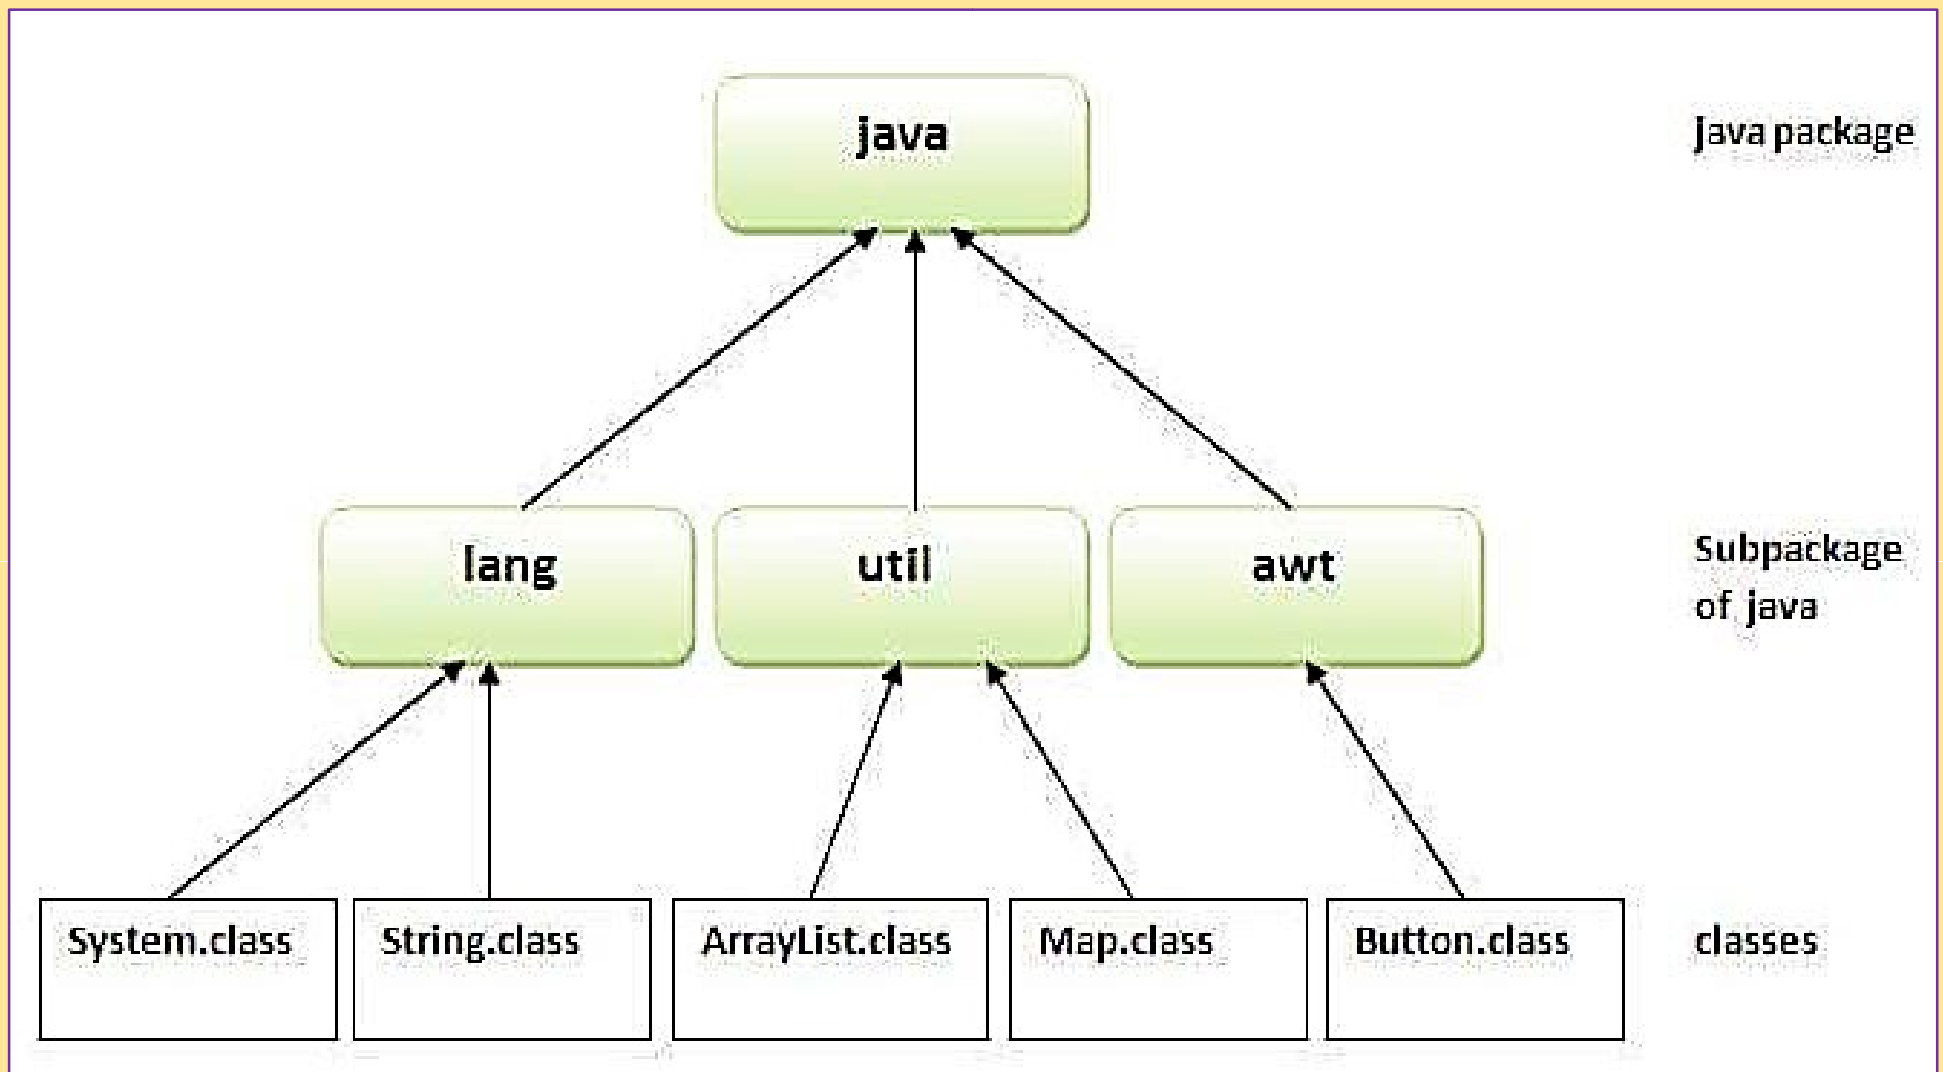 java
Java package
lang
util
awt
Subpackage
of java
System.class
String.class
ArrayList.class
Map.class
Button.class
classes